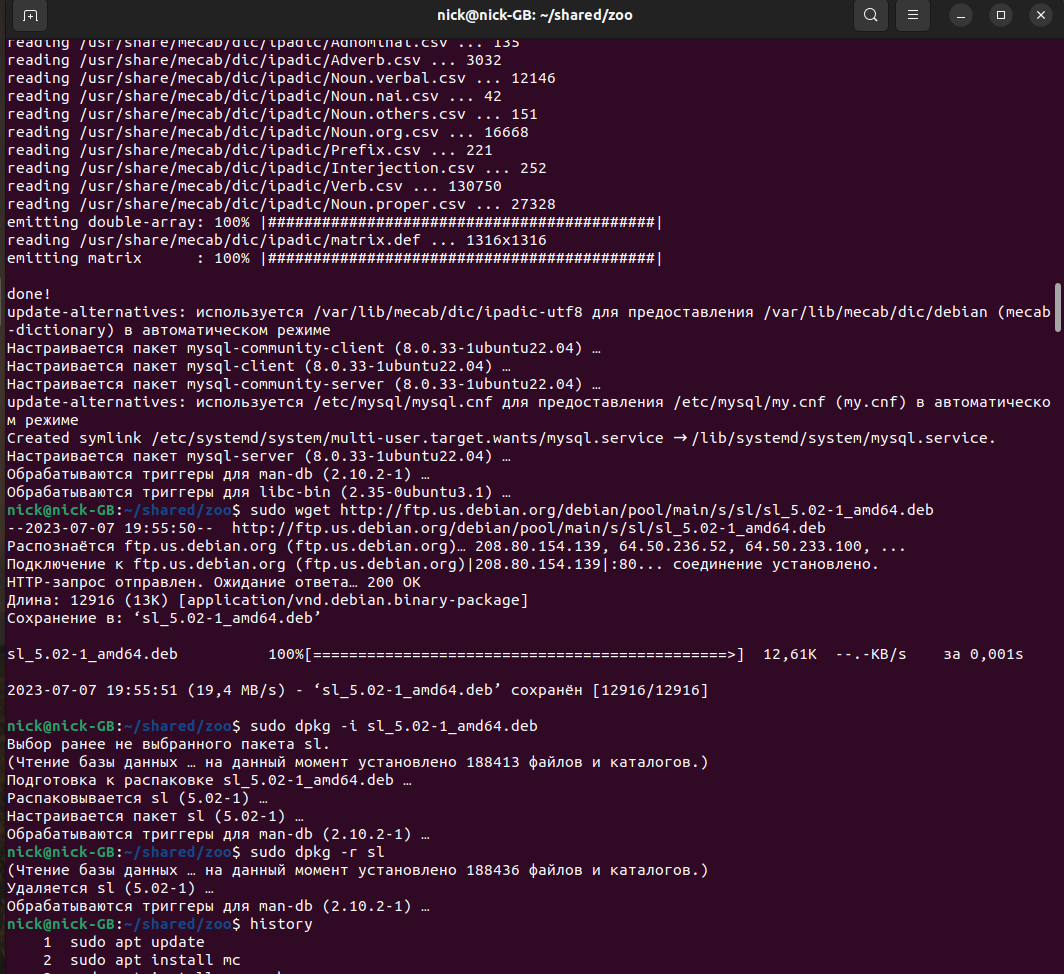 nick@nick-GB: ~/shared/zoo
reading /usr/share/mecab/dic/ipadic/Adnominal.csv ... 135
reading /usr/share/mecab/dic/ipadic/Adverb.csv ... 3032
reading /usr/share/mecab/dic/ipadic/Noun.verbal.csv ... 12146
reading /usr/share/mecab/dic/ipadic/Noun.nai.csv ... 42
reading /usr/share/mecab/dic/ipadic/Noun.others.csv ... 151
reading /usr/share/mecab/dic/ipadic/Noun.org.csv ... 16668
reading /usr/share/mecab/dic/ipadic/Prefix.csv ... 221
reading /usr/share/mecab/dic/ipadic/Interjection.csv ... 252
reading /usr/share/mecab/dic/ipadic/Verb.csv ... 130750
reading /usr/share/mecab/dic/ipadic/Noun.proper.csv ... 27328
emitting double-array: 100% |###########################################|
reading /usr/share/mecab/dic/ipadic/matrix.def ... 1316x1316
emitting matrix      : 100% |###########################################|
done!
update-alternatives: используется /var/lib/mecab/dic/ipadic-utf8 для предоставления /var/lib/mecab/dic/debian (mecab
-dictionary) в автоматическом режиме
Настраивается пакет mysql-community-client (8.0.33-1ubuntu22.04) …
Настраивается пакет mysql-client (8.0.33-1ubuntu22.04) …
Настраивается пакет mysql-community-server (8.0.33-1ubuntu22.04) …
update-alternatives: используется /etc/mysql/mysql.cnf для предоставления /etc/mysql/my.cnf (my.cnf) в автоматическо
м режиме
Created symlink /etc/systemd/system/multi-user.target.wants/mysql.service → /lib/systemd/system/mysql.service.
Настраивается пакет mysql-server (8.0.33-1ubuntu22.04) …
Обрабатываются триггеры для man-db (2.10.2-1) …
Обрабатываются триггеры для libc-bin (2.35-0ubuntu3.1) …
nick@nick-GB:~/shared/zoo$ sudo wget http://ftp.us.debian.org/debian/pool/main/s/sl/sl_5.02-1_amd64.deb
--2023-07-07 19:55:50--  http://ftp.us.debian.org/debian/pool/main/s/sl/sl_5.02-1_amd64.deb
Распознаётся ftp.us.debian.org (ftp.us.debian.org)… 208.80.154.139, 64.50.236.52, 64.50.233.100, ...
Подключение к ftp.us.debian.org (ftp.us.debian.org)|208.80.154.139|:80... соединение установлено.
HTTP-запрос отправлен. Ожидание ответа… 200 OK
Длина: 12916 (13K) [application/vnd.debian.binary-package]
Сохранение в: ‘sl_5.02-1_amd64.deb’
sl_5.02-1_amd64.deb          100%[==============================================>]  12,61K  --.-KB/s    за 0,001s
2023-07-07 19:55:51 (19,4 MB/s) - ‘sl_5.02-1_amd64.deb’ сохранён [12916/12916]
nick@nick-GB:~/shared/zoo$ sudo dpkg -i sl_5.02-1_amd64.deb
Выбор ранее не выбранного пакета sl.
(Чтение базы данных … на данный момент установлено 188413 файлов и каталогов.)
Подготовка к распаковке sl_5.02-1_amd64.deb …
Распаковывается sl (5.02-1) …
Настраивается пакет sl (5.02-1) …
Обрабатываются триггеры для man-db (2.10.2-1) …
nick@nick-GB:~/shared/zoo$ sudo dpkg -r sl
(Чтение базы данных … на данный момент установлено 188436 файлов и каталогов.)
Удаляется sl (5.02-1) …
Обрабатываются триггеры для man-db (2.10.2-1) …
nick@nick-GB:~/shared/zoo$ history
1  sudo apt update
2  sudo apt install mc